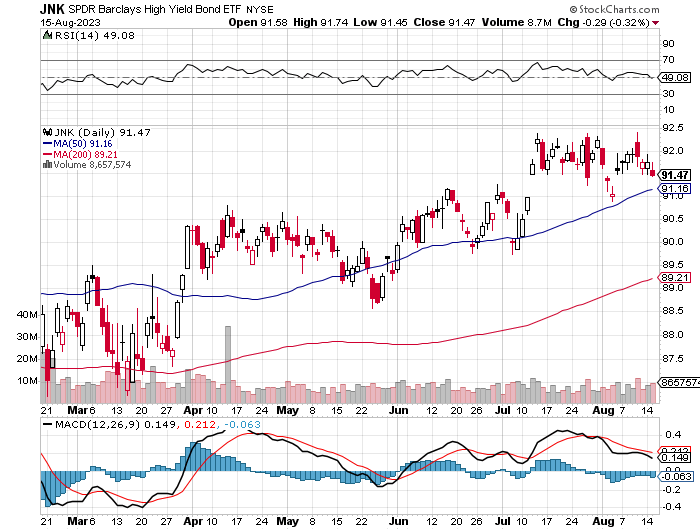 JNK SPDR Barclays High Yield Bond ETF NYSE
© StockCharts.com
15-Aug-2023
Open 91.58 High 91.74 Low 91.45 Close 91.47 Volume 8.7M Chg -0.29 (-0.32%)
RSI(14) 49.08
90
70
49.08
30
10
JNK (Daily) 91.47
MA(50) 91.16
MA(200) 89.21
Volume 8,657,574
92.5
92.0
91.47
91.16
91.0
90.5
90.0
89.5
89.21
89.0
88.5
88.0
87.5
8657574
40M
30M
20M
10M
21 Mar 6 13 20 27 Apr 10 17 24 May 8 15 22 Jun 12 20 26 Jul 10 17 24 Aug 7 14
MACD(12,26,9) 0.149, 0.212, -0.063
0.4
0.212
0.149
-0.063
-0.2
-0.4
0.4
0.2
0.0
-0.2
-0.4
21 Mar 6 13 20 27 Apr 10 17 24 May 8 15 22 Jun 12 20 26 Jul 10 17 24 Aug 7 14